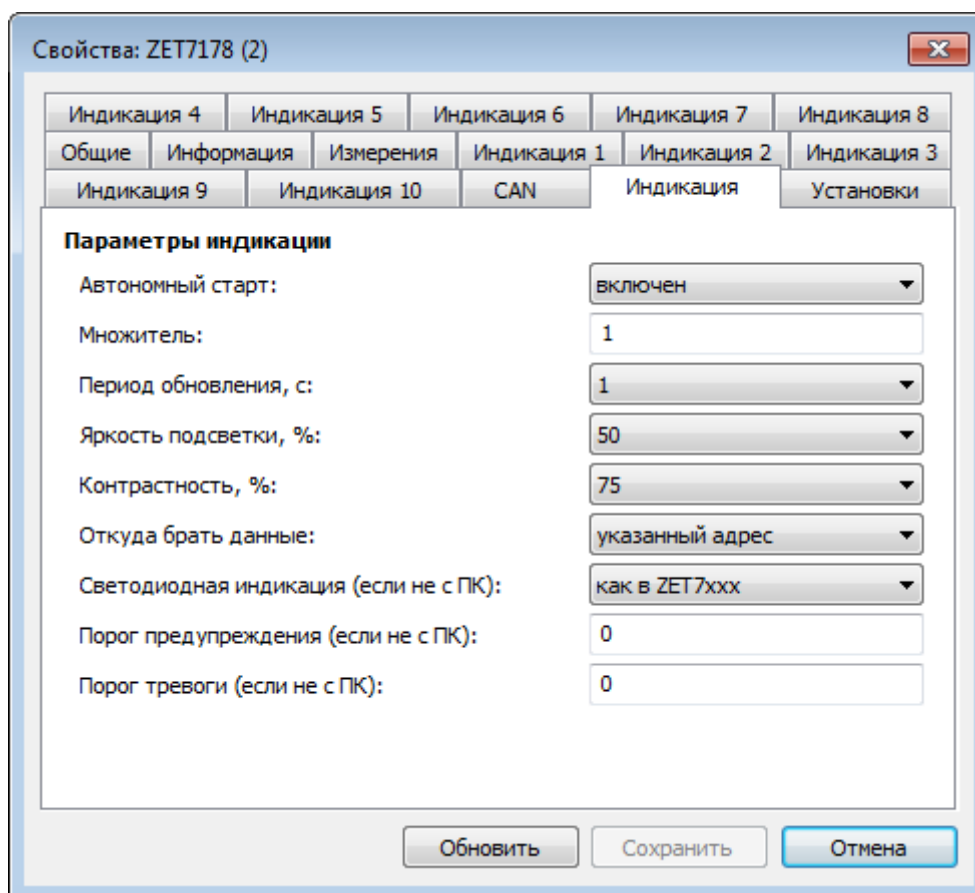 Свойства: ZET7178 (2)
Индикация 4 Индикация 5 Индикация 6 Индикация 7 Индикация 8
Общие Информация Измерения Индикация 1 Индикация 2 Индикация 3
Индикация 9 Индикация 10 CAN Индикация Установки
Параметры индикации
Автономный старт: включен
Множитель: 1
Период обновления, с: 1
Яркость подсветки, %: 50
Контрастность, %: 75
Откуда брать данные: указанный адрес
Светодиодная индикация (если не с ПК): как в ZET7xxx
Порог предупреждения (если не с ПК): 0
Порог тревоги (если не с ПК): 0
Обновить Сохранить Отмена